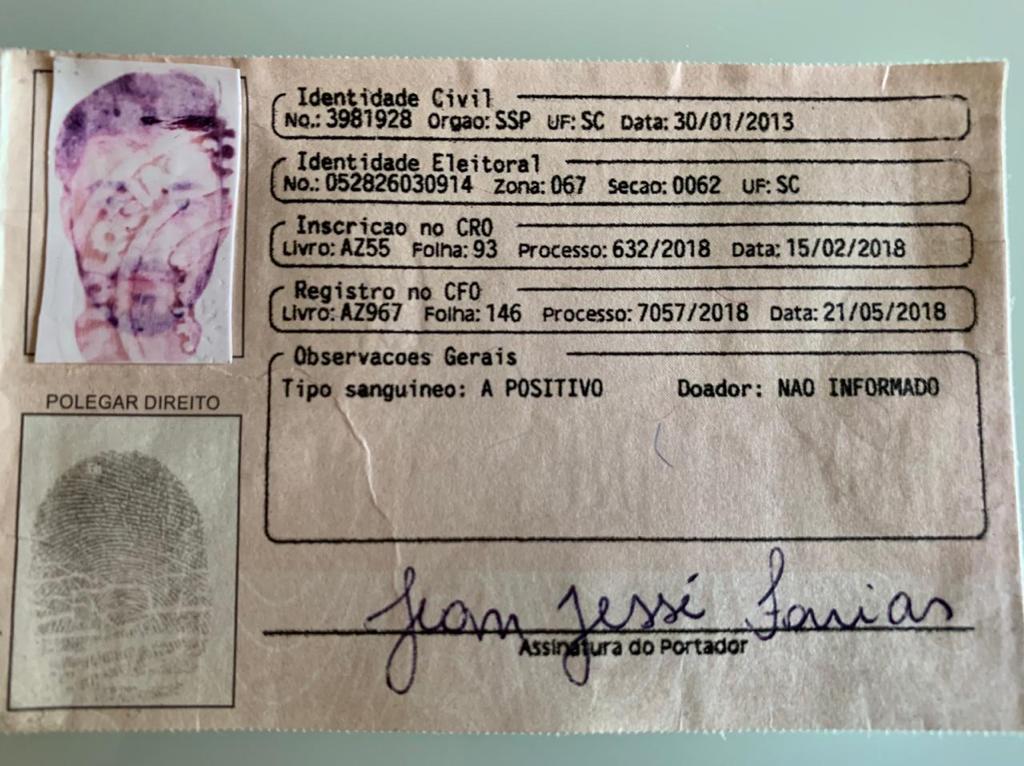 Identidade Civil
No.: 3981928 Orgao: SSP UF: SC Data: 30/01/2013
Identidade Eleitoral
No.: 052826030914 Zona: 067 Secao: 0062 UF: SC
Inscricao no CRO
Livro: AZ55 Folha: 93 Processo: 632/2018 Data: 15/02/2018
Registro no CFO
Livro: AZ967 Folha: 146 Processo: 7057/2018 Data: 21/05/2018
Observacoes Gerais
Tipo sanguineo: A POSITIVO Doador: NAO INFORMADO
POLEGAR DIREITO
Jean Jessé Farias
Assinatura do Portador